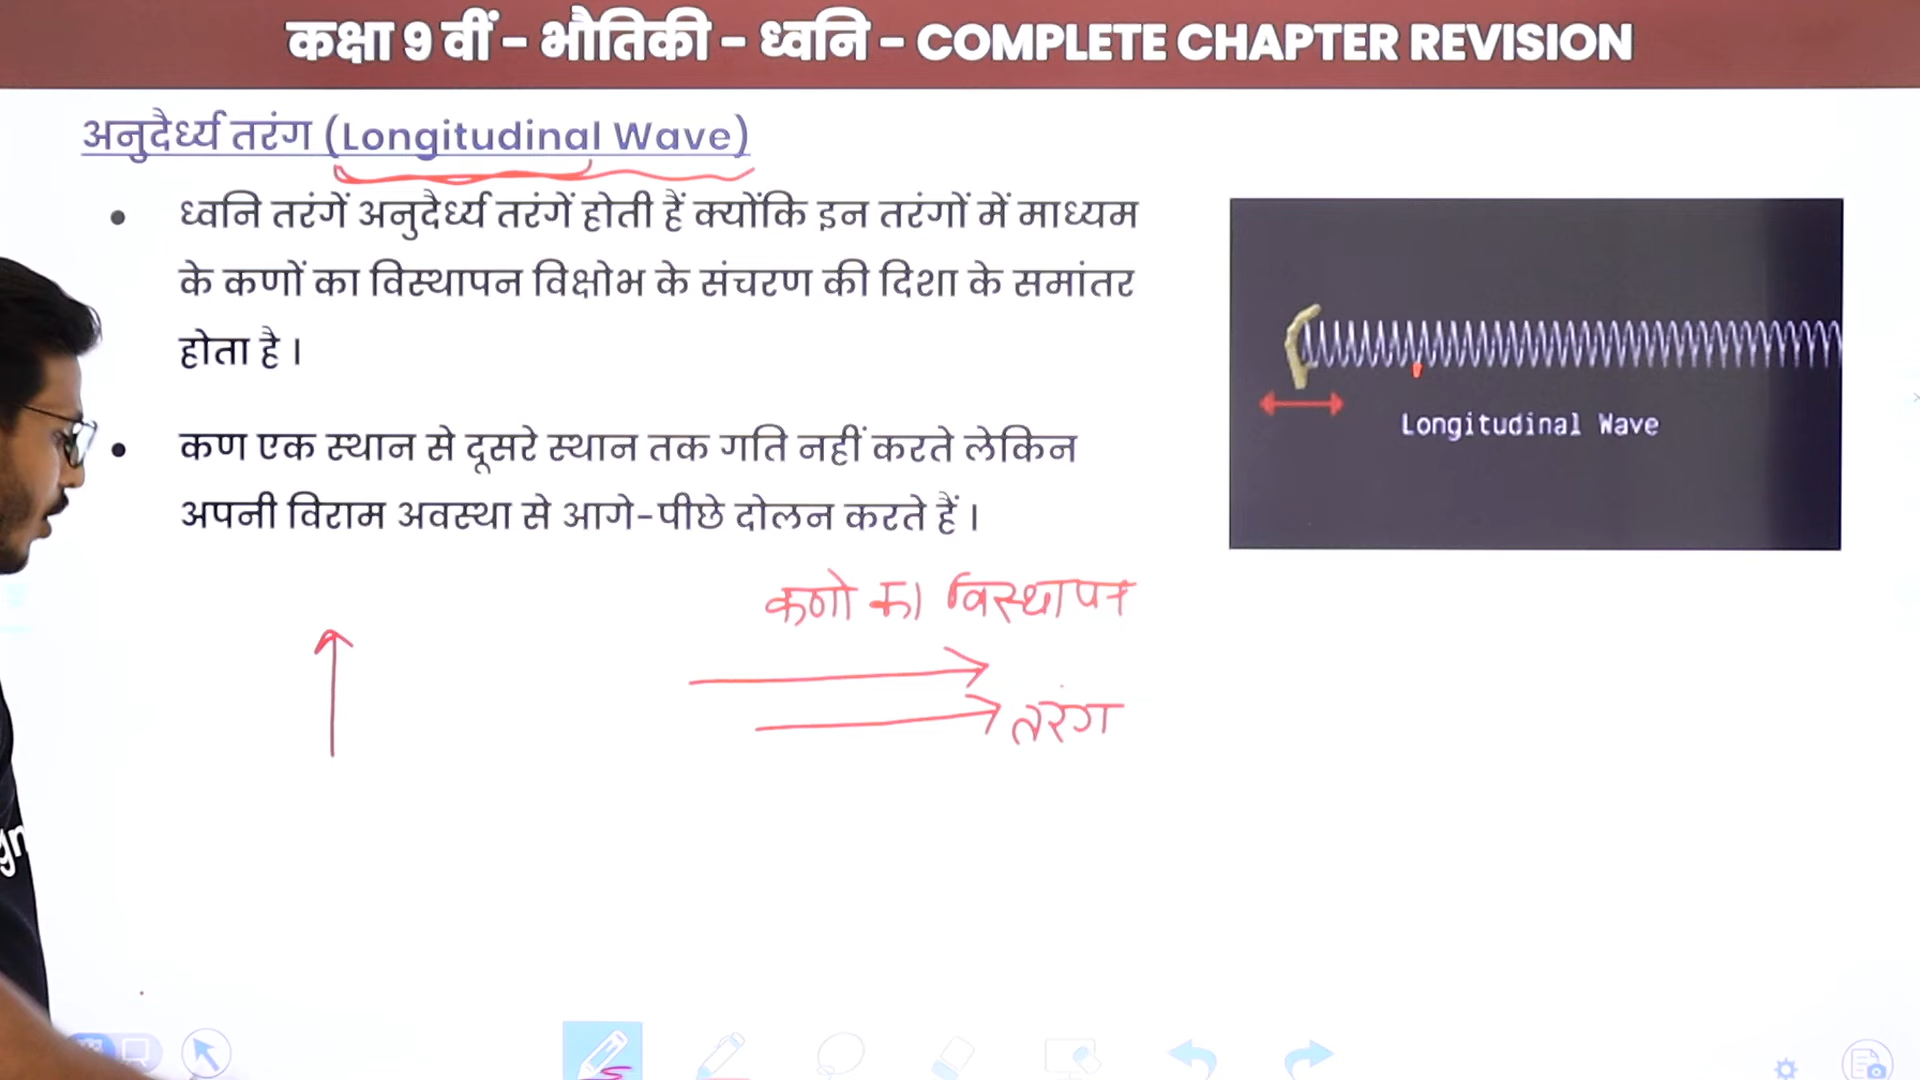 कक्षा 9 वीं - भौतिकी - ध्वनि - COMPLETE CHAPTER REVISION
अनुदैर्ध्य तरंग (Longitudinal Wave)
• ध्वनि तरंगें अनुदैर्ध्य तरंगें होती हैं क्योंकि इन तरंगों में माध्यम
के कणों का विस्थापन विक्षोभ के संचरण की दिशा के समांतर
होता है ।
• कण एक स्थान से दूसरे स्थान तक गति नहीं करते लेकिन
अपनी विराम अवस्था से आगे-पीछे दोलन करते हैं ।
Longitudinal Wave
कणो का विस्थापन
तरंग